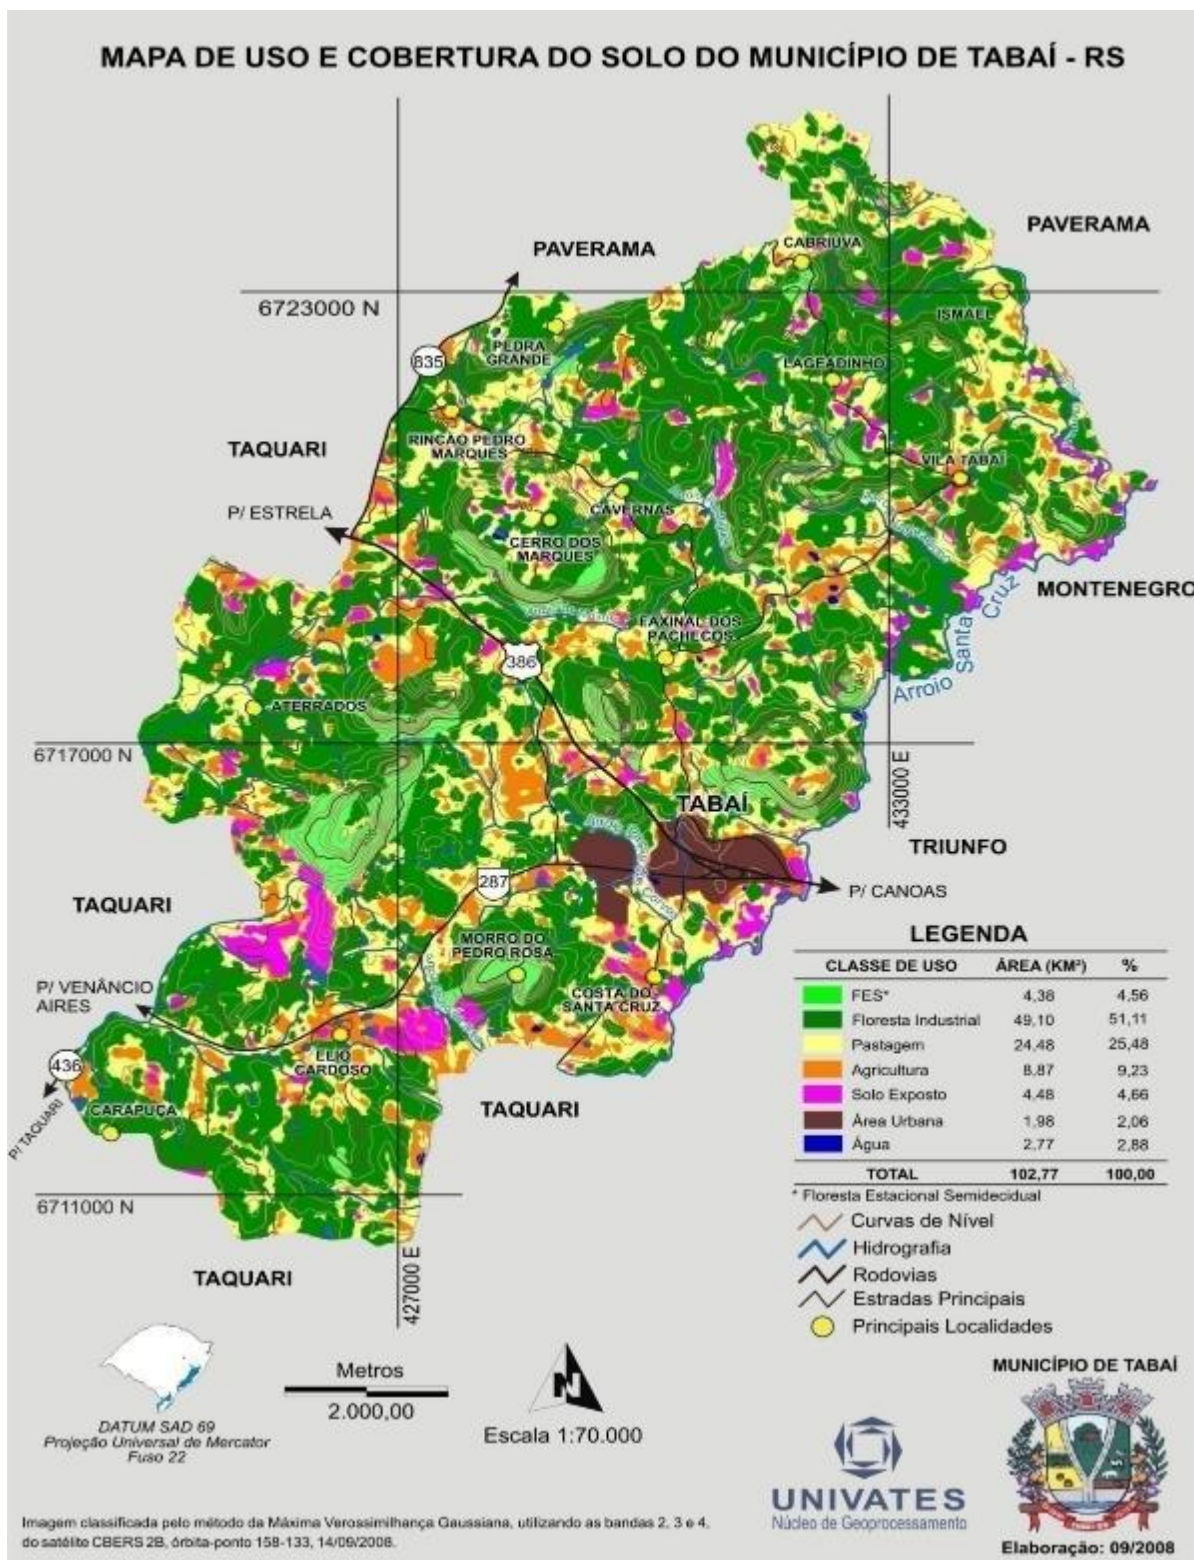 MAPA DE USO E COBERTURA DO SOLO DO MUNICÍPIO DE TABAÍ - RS
PAVERAMA
PAVERAMA
CABRIUVA
6723000 N
ISMAEL
PEDRA
GRANDE
835
LAGEADINHO
TAQUARI
RINCAO PEDRO
MARQUES
VILA TABAÍ
P/ ESTRELA
CAVERNAS
CERRO DOS
MARQUES
MONTENEGRO
FAXINAL DOS
PACHECOS
Arroio Santa Cruz
386
ATERRADOS
6717000 N
433000 E
TABAÍ
TRIUNFO
287
P/ CANOAS
TAQUARI
MORRO DO
PEDRO ROSA
P/ VENÂNCIO
AIRES
COSTA DO
SANTA CRUZ
436
LLIO
CARDOSO
P/ TAQUARI
CARAPUÇA
TAQUARI
6711000 N
427000 E
TAQUARI
LEGENDA
CLASSE DE USO ÁREA (KM²) %
FES* 4,38 4,56
Floresta Industrial 49,10 51,11
Pastagem 24,48 25,48
Agricultura 8,87 9,23
Solo Exposto 4,48 4,66
Área Urbana 1,98 2,06
Água 2,77 2,88
TOTAL 102,77 100,00
* Floresta Estacional Semidecidual
Curvas de Nível
Hidrografia
Rodovias
Estradas Principais
Principais Localidades
Metros
2.000,00
N
Escala 1:70.000
DATUM SAD 69
Projeção Universal de Mercator
Fuso 22
MUNICÍPIO DE TABAÍ
UNIVATES
Núcleo de Geoprocessamento
Elaboração: 09/2008
Imagem classificada pelo método da Máxima Verossimilhança Gaussiana, utilizando as bandas 2, 3 e 4,
do satélite CBERS 2B, órbita-ponto 158-133, 14/09/2008.